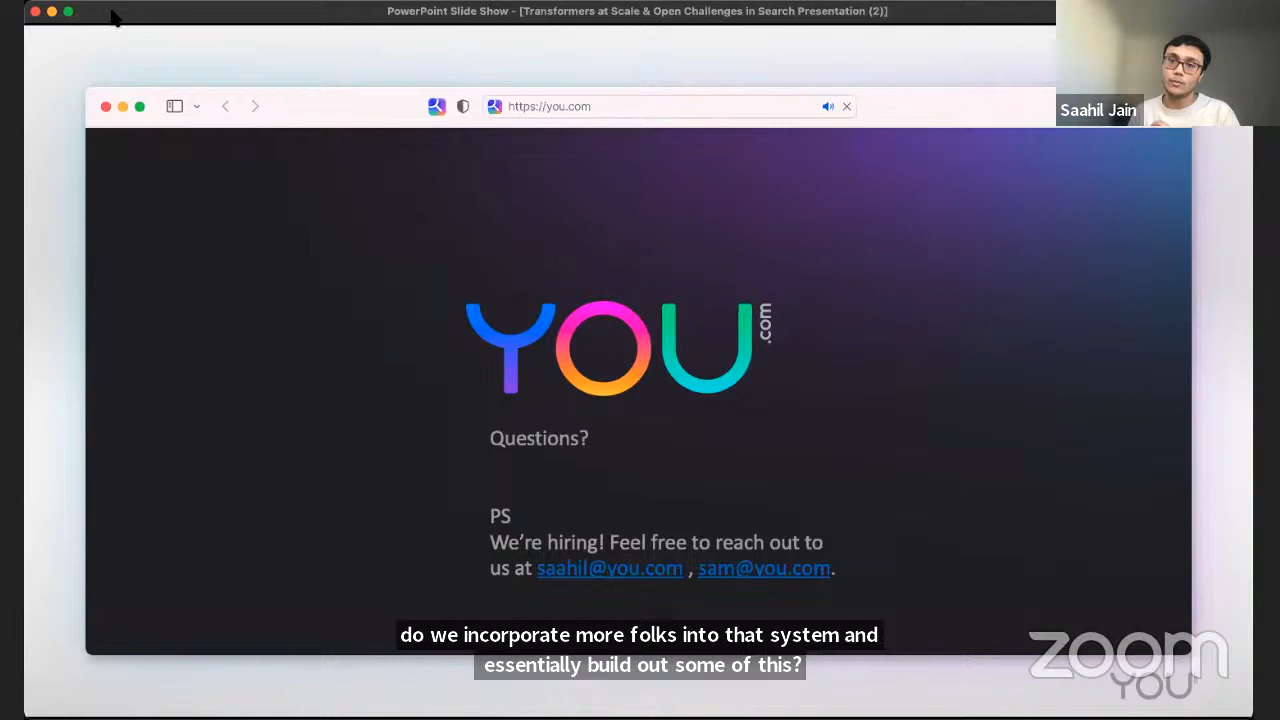 PowerPoint Slide Show - [Transformers at Scale & Open Challenges in Search Presentation (2)]
Saahil Jain
https://you.com
YOU.com
Questions?
PS
We're hiring! Feel free to reach out to
us at saahil@you.com , sam@you.com.
do we incorporate more folks into that system and
essentially build out some of this?
zoom
YOU